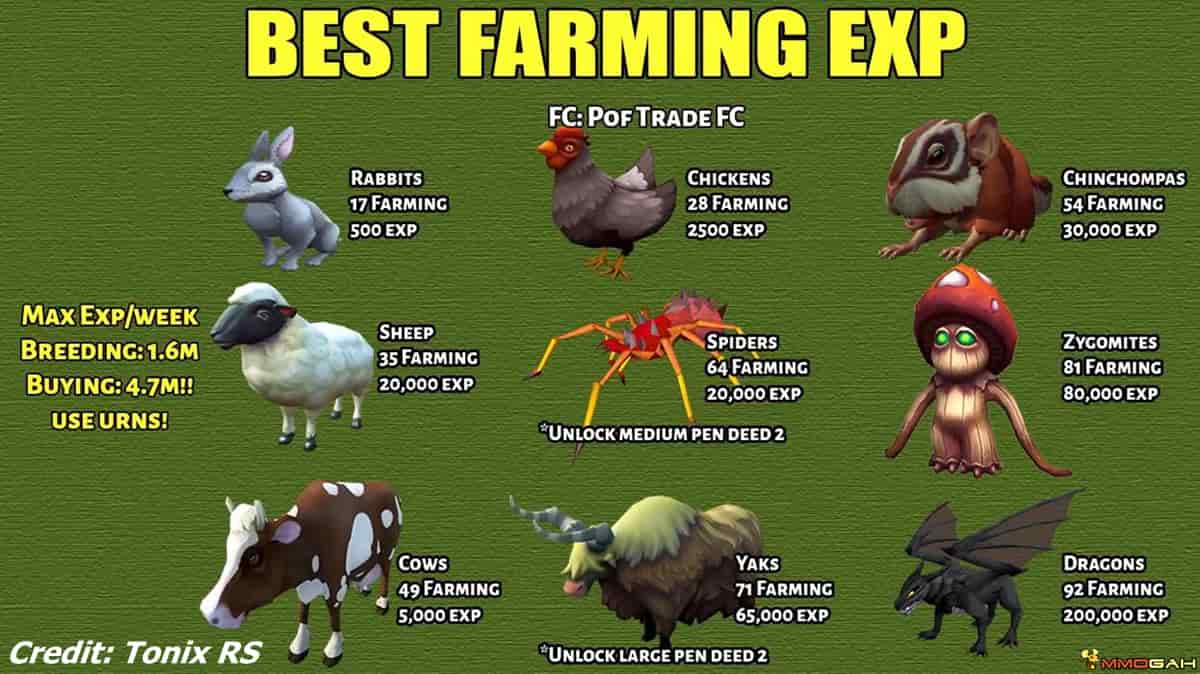 BEST FARMING EXP
FC: POF TRADE FC
RABBITS
17 FARMING
500 EXP
CHICKENS
28 FARMING
2500 EXP
CHINCHOMPAS
54 FARMING
30,000 EXP
MAX EXP/WEEK
BREEDING: 1.6M
BUYING: 4.7M!!
USE URNS!
SHEEP
35 FARMING
20,000 EXP
SPIDERS
64 FARMING
20,000 EXP
*UNLOCK MEDIUM PEN DEED 2
ZYGOMITES
81 FARMING
80,000 EXP
COWS
49 FARMING
5,000 EXP
YAKS
71 FARMING
65,000 EXP
*UNLOCK LARGE PEN DEED 2
DRAGONS
92 FARMING
200,000 EXP
Credit: Tonix RS
MMOGAH